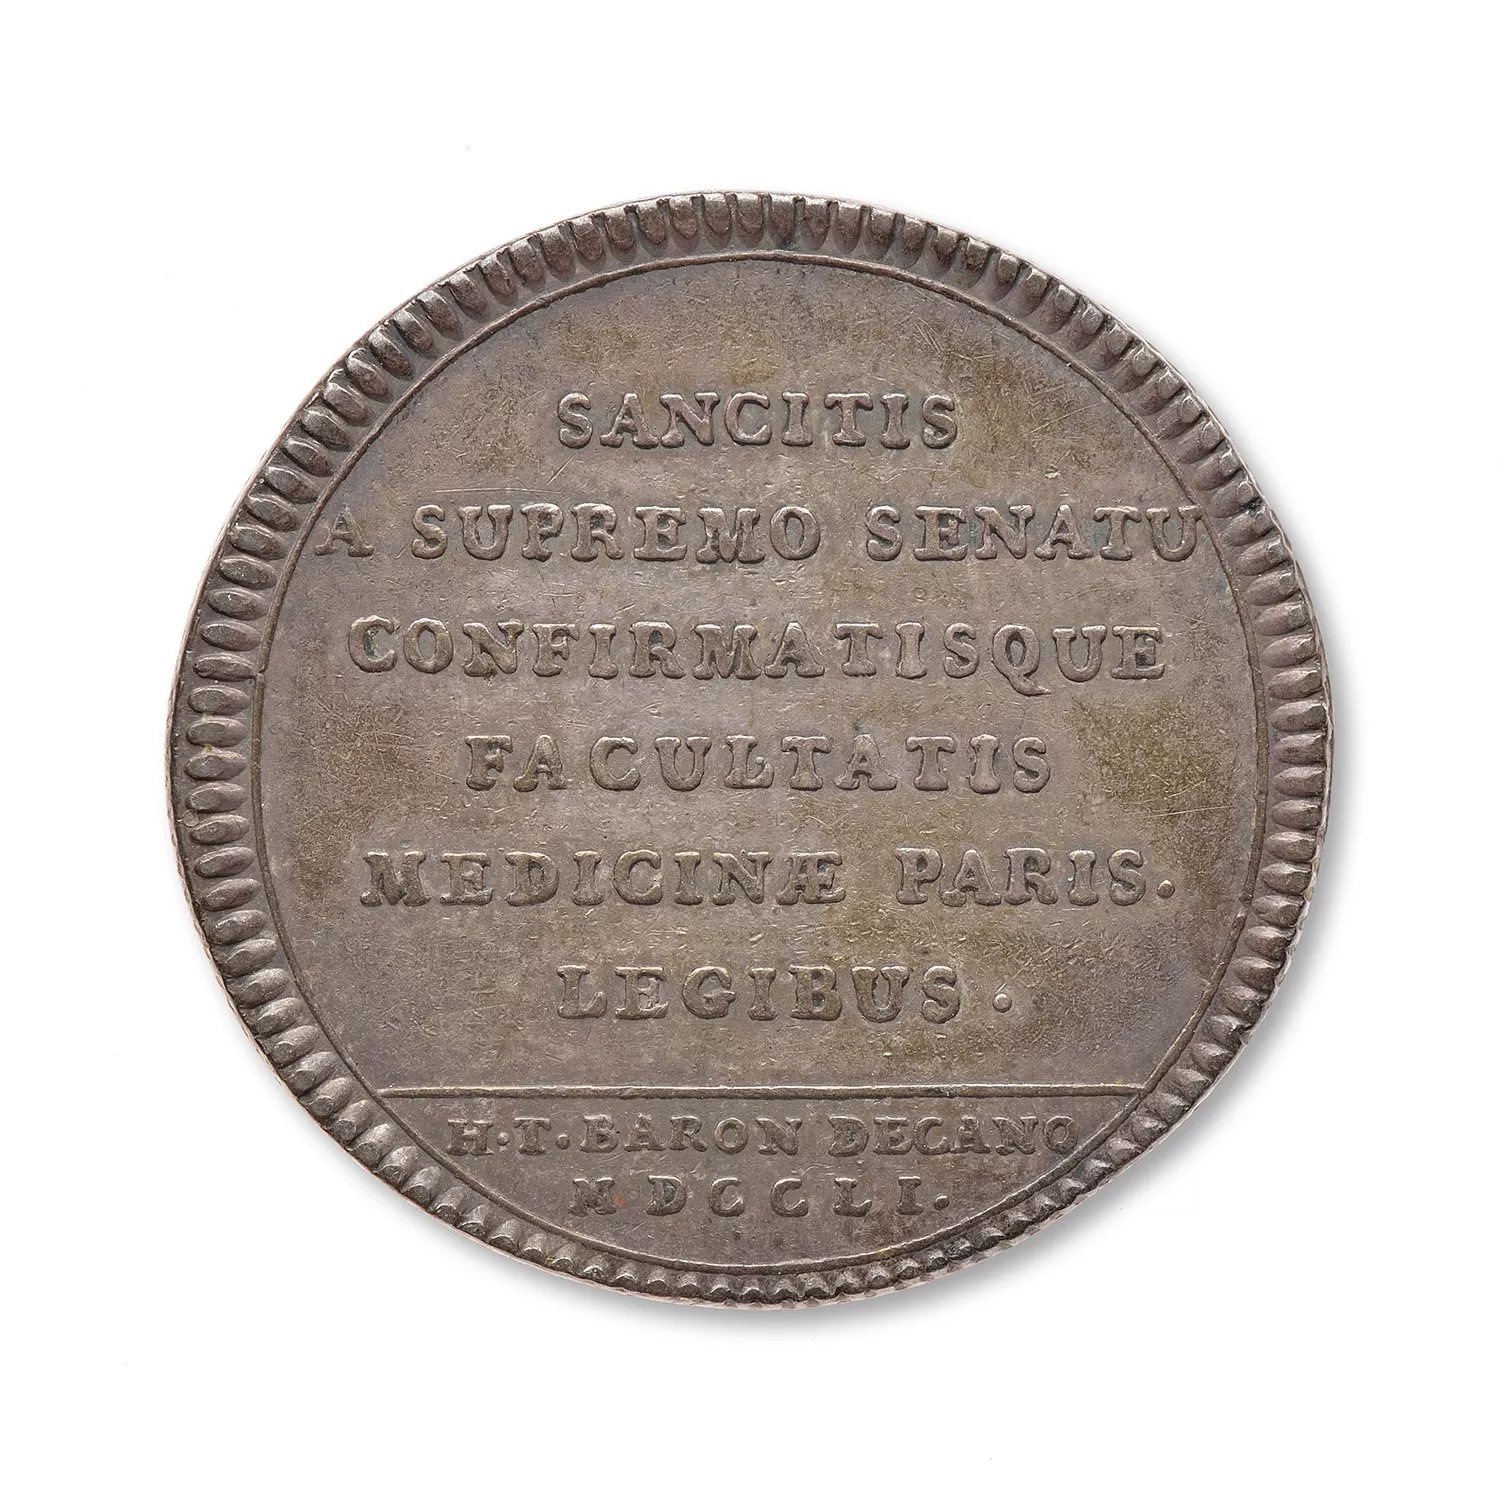 SANCITIS
A SUPREMO SENATU
CONFIRMATISQUE
FACULTATIS
MEDICINÆ PARIS.
LEGIBUS.
H·T·BARON DECANO
MDCCLI.